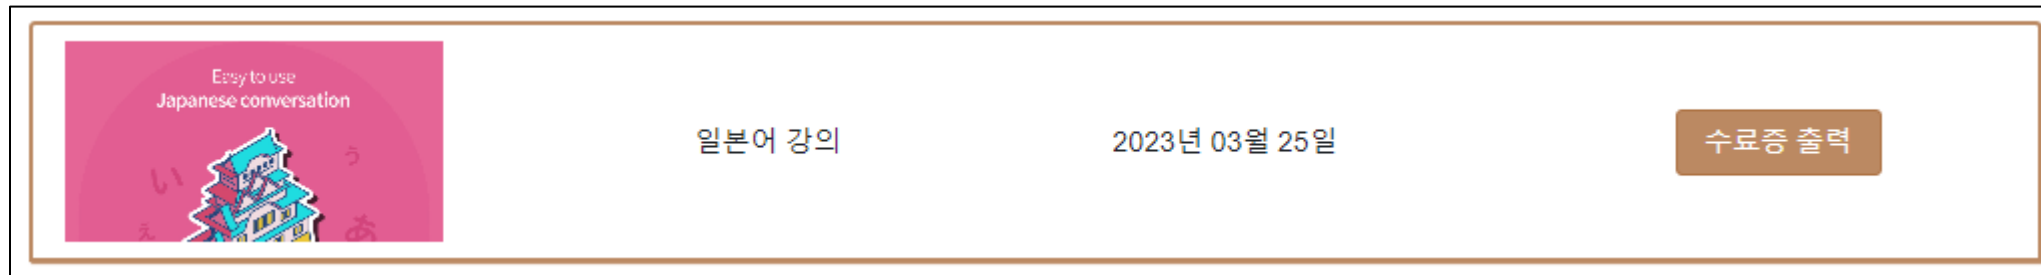 Easy to use
Japanese conversation
い
う
え
あ
일본어 강의
2023년 03월 25일
수료증 출력